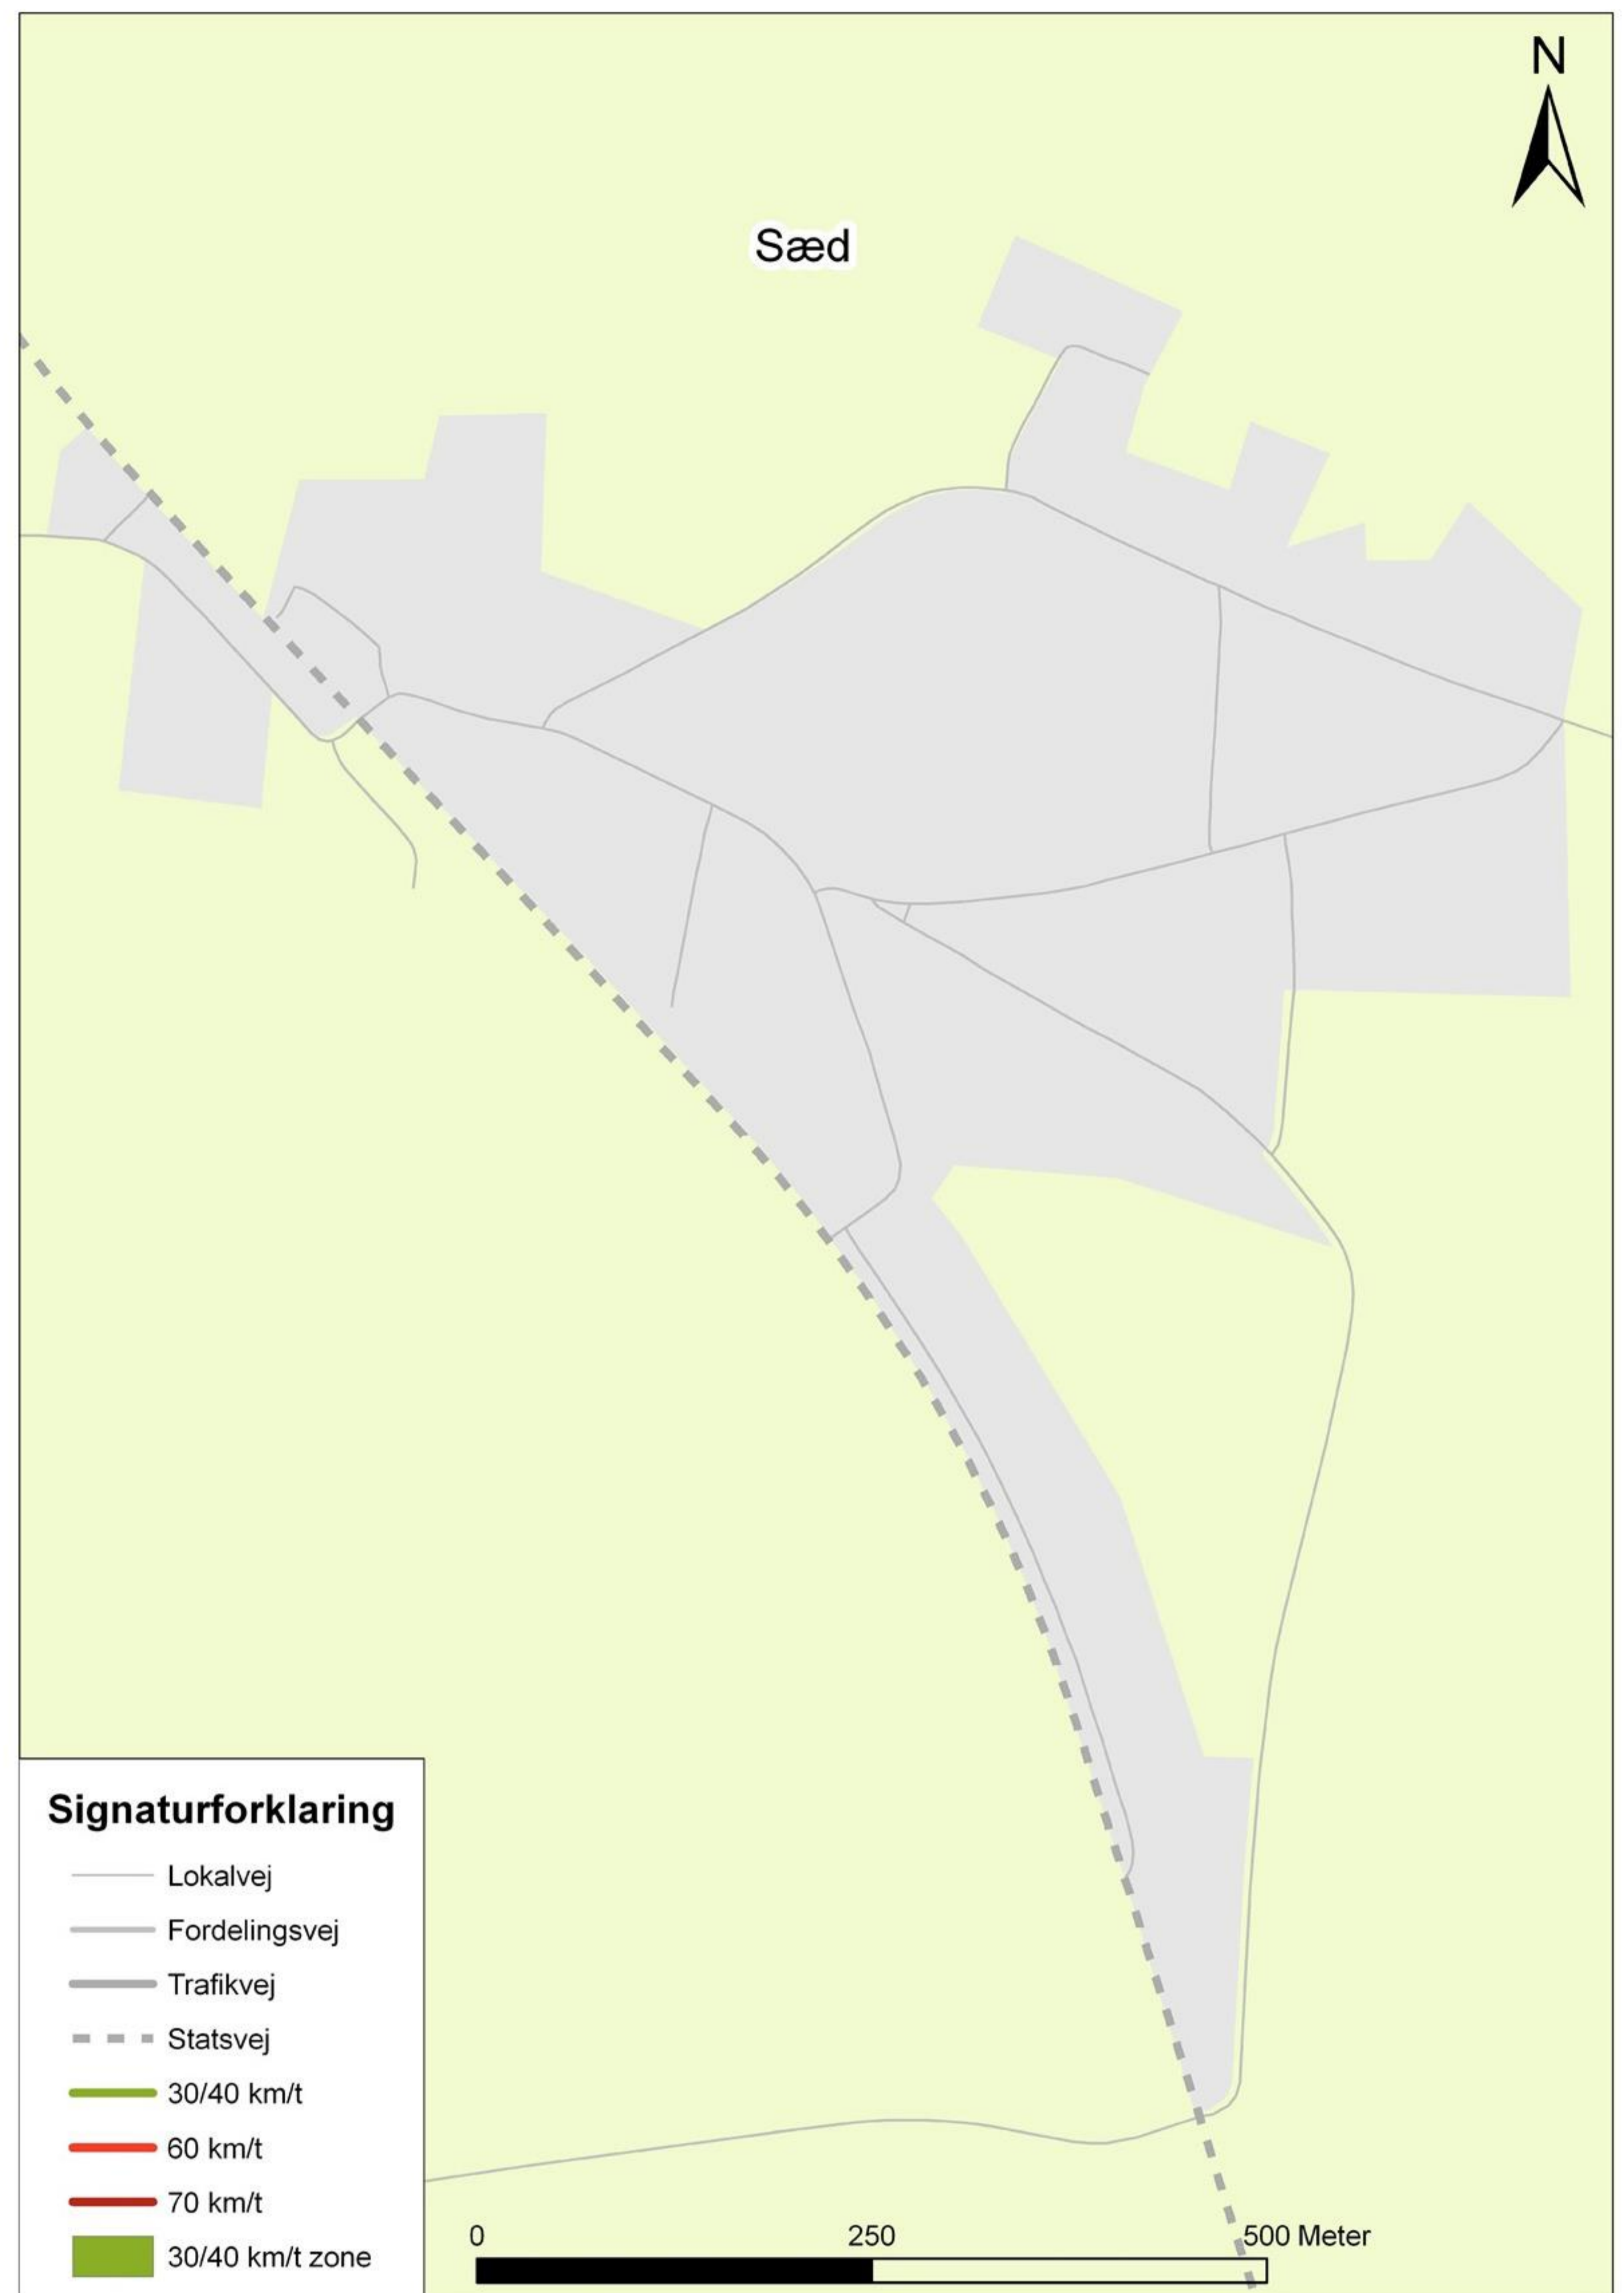 N
Sæd
Signaturforklaring
Lokalvej
Fordelingsvej
Trafikvej
Statsvej
30/40 km/t
60 km/t
70 km/t
30/40 km/t zone
0 250 500 Meter